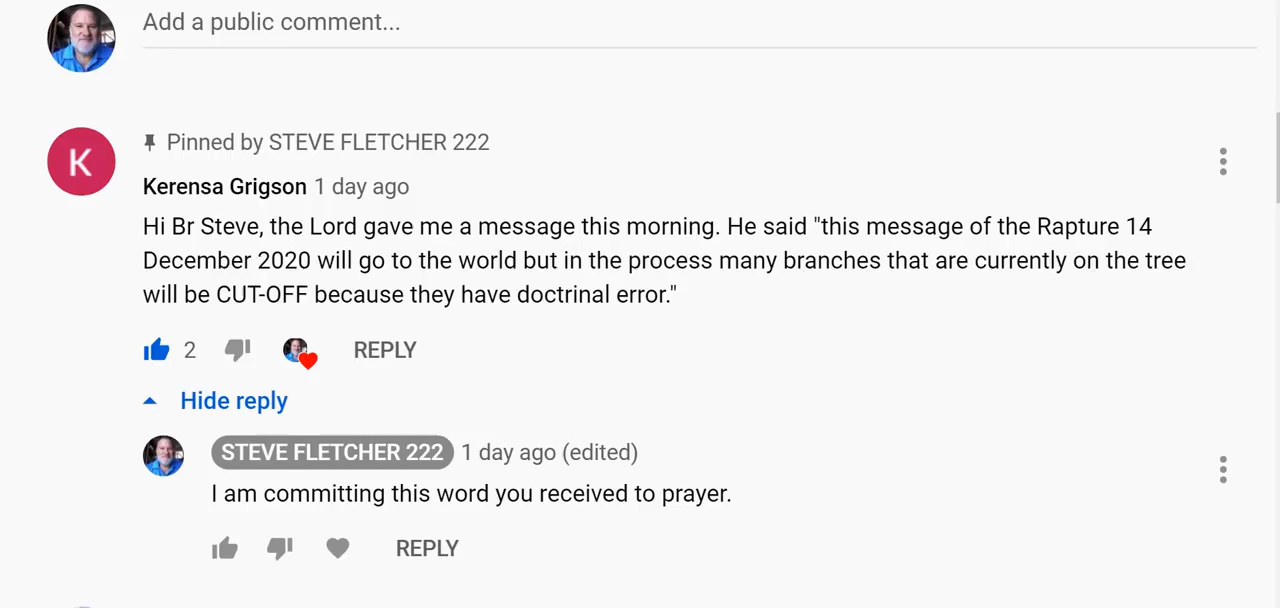 Add a public comment...
Pinned by STEVE FLETCHER 222
K
Kerensa Grigson 1 day ago
Hi Br Steve, the Lord gave me a message this morning. He said "this message of the Rapture 14
December 2020 will go to the world but in the process many branches that are currently on the tree
will be CUT-OFF because they have doctrinal error."
2 REPLY
Hide reply
STEVE FLETCHER 222 1 day ago (edited)
I am committing this word you received to prayer.
REPLY